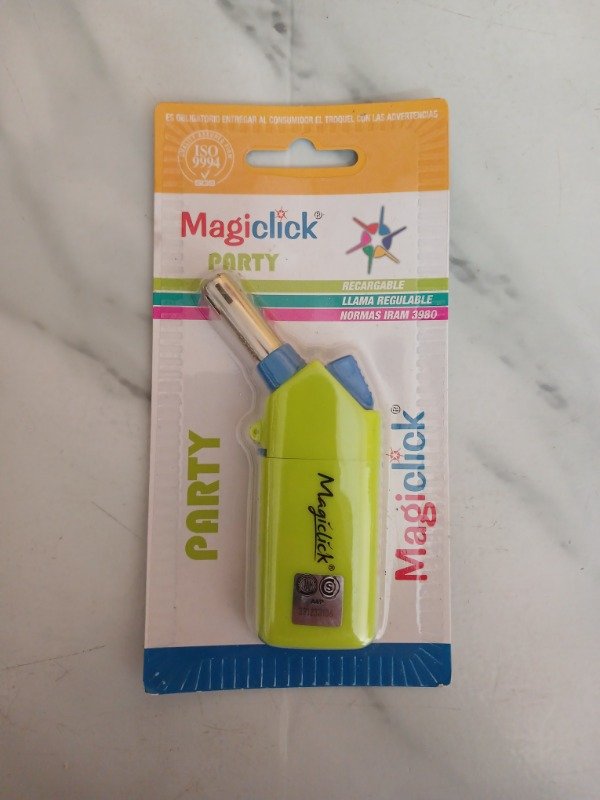 ES OBLIGATORIO ENTREGAR AL CONSUMIDOR EL TROQUEL CON LAS ADVERTENCIAS
ISO
9994
Magiclick®
PARTY
RECARGABLE
LLAMA REGULABLE
NORMAS IRAM 3980
PARTY
Magiclick®
Magiclick®